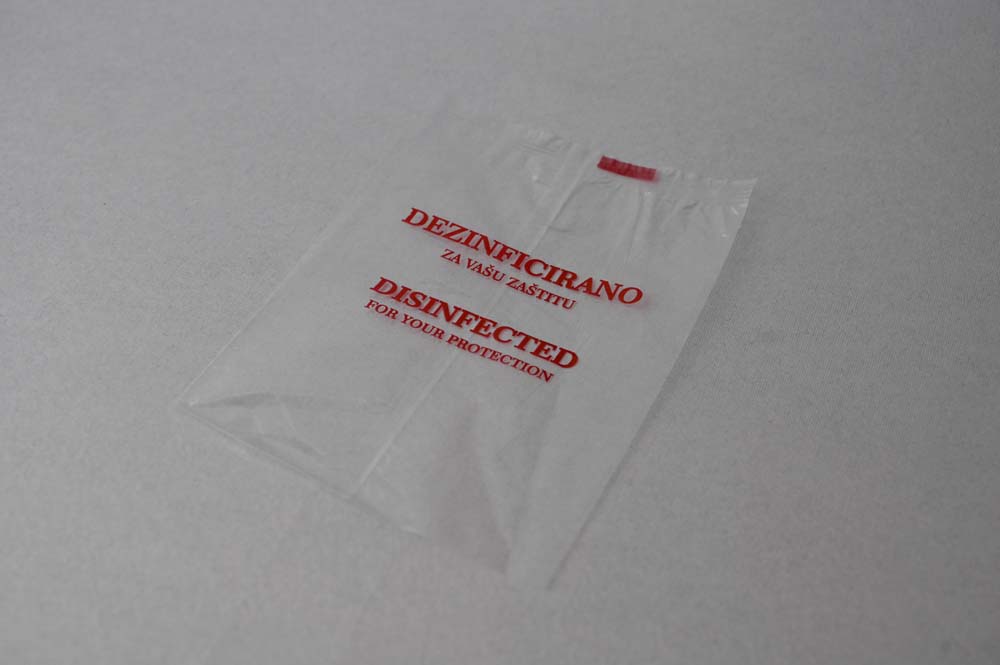 DEZINFICIRANO
ZA VAŠU ZAŠTITU
DISINFECTED
FOR YOUR PROTECTION